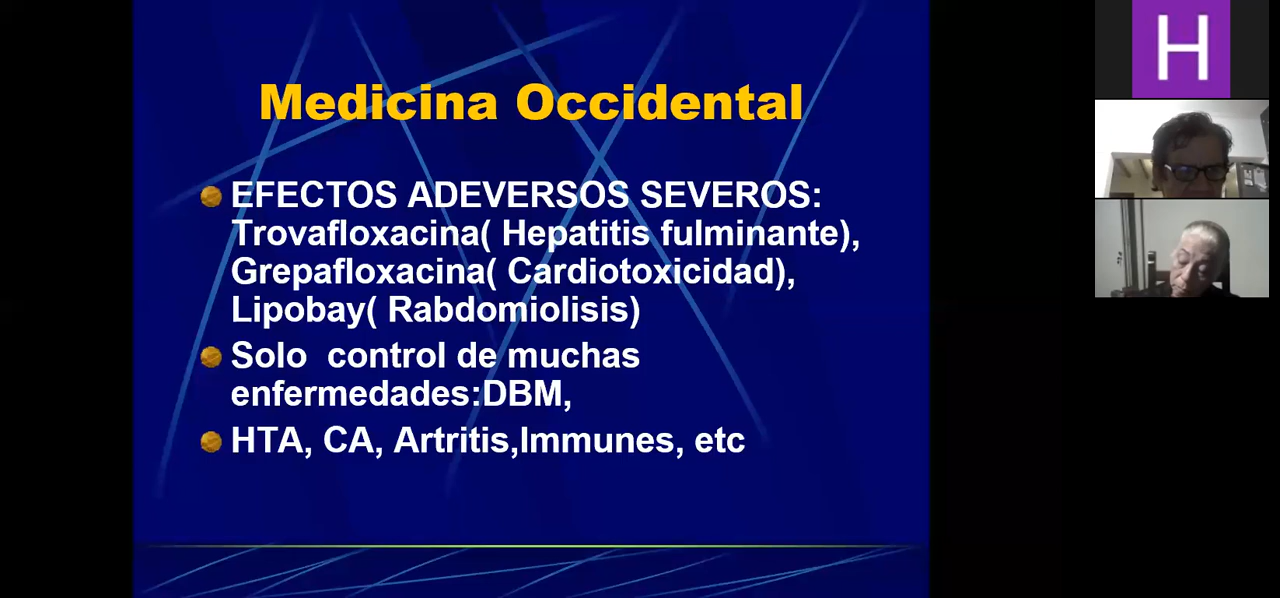 Medicina Occidental
EFECTOS ADEVERSOS SEVEROS:
Trovafloxacina( Hepatitis fulminante),
Grepafloxacina( Cardiotoxicidad),
Lipobay( Rabdomiolisis)
Solo  control de muchas
enfermedades:DBM,
HTA, CA, Artritis,Immunes, etc
H